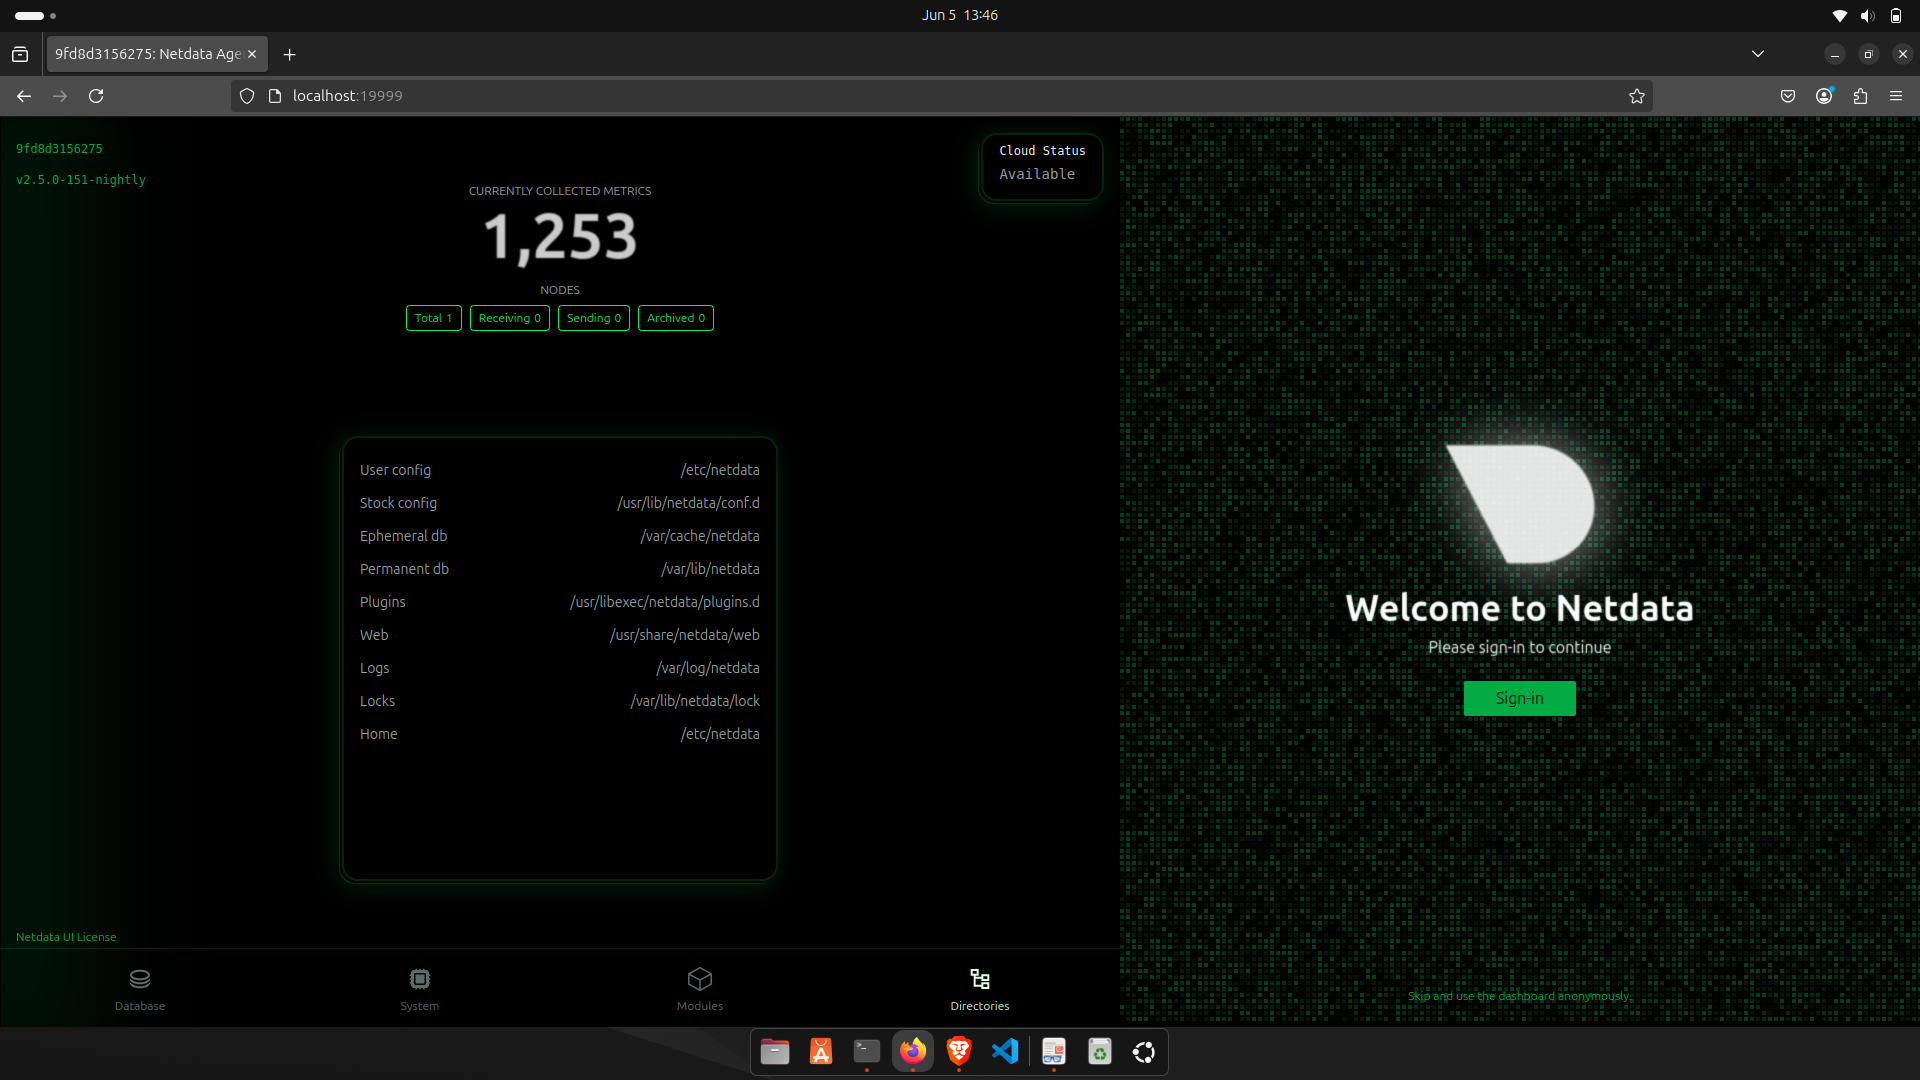 Jun 5 13:46
9fd8d3156275: Netdata Age
localhost:19999
9fd8d3156275
v2.5.0-151-nightly
Cloud Status
Available
CURRENTLY COLLECTED METRICS
1,253
NODES
Total 1 Receiving 0 Sending 0 Archived 0
User config /etc/netdata
Stock config /usr/lib/netdata/conf.d
Ephemeral db /var/cache/netdata
Permanent db /var/lib/netdata
Plugins /usr/libexec/netdata/plugins.d
Web /usr/share/netdata/web
Logs /var/log/netdata
Locks /var/lib/netdata/lock
Home /etc/netdata
Netdata UI License
Database System Modules Directories
Welcome to Netdata
Please sign-in to continue
Sign-in
Skip and use the dashboard anonymously.